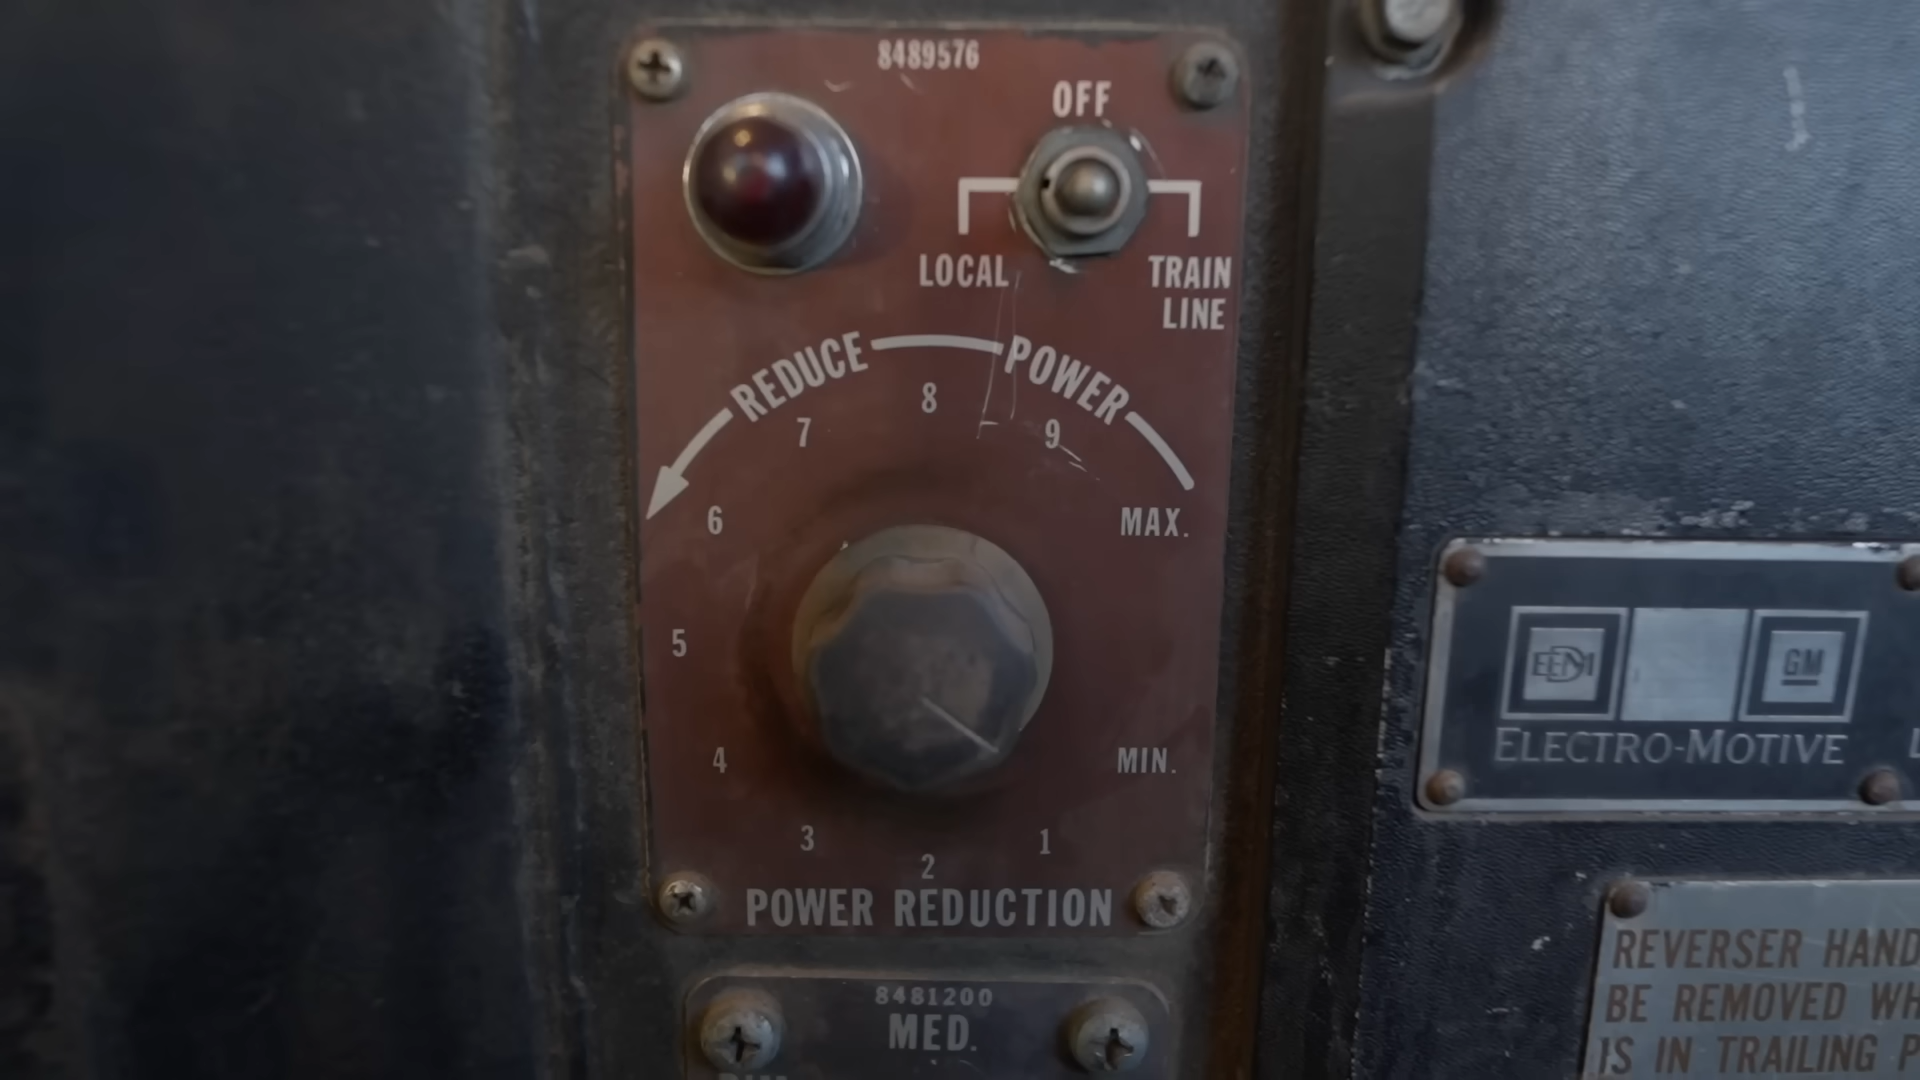 8489576
OFF
LOCAL
TRAIN
LINE
REDUCE POWER
8
7
9
6
MAX.
5
4
MIN.
3
1
2
POWER REDUCTION
8481200
MED.
EMD
GM
ELECTRO-MOTIVE
REVERSER HAND
BE REMOVED WH
IS IN TRAILING P